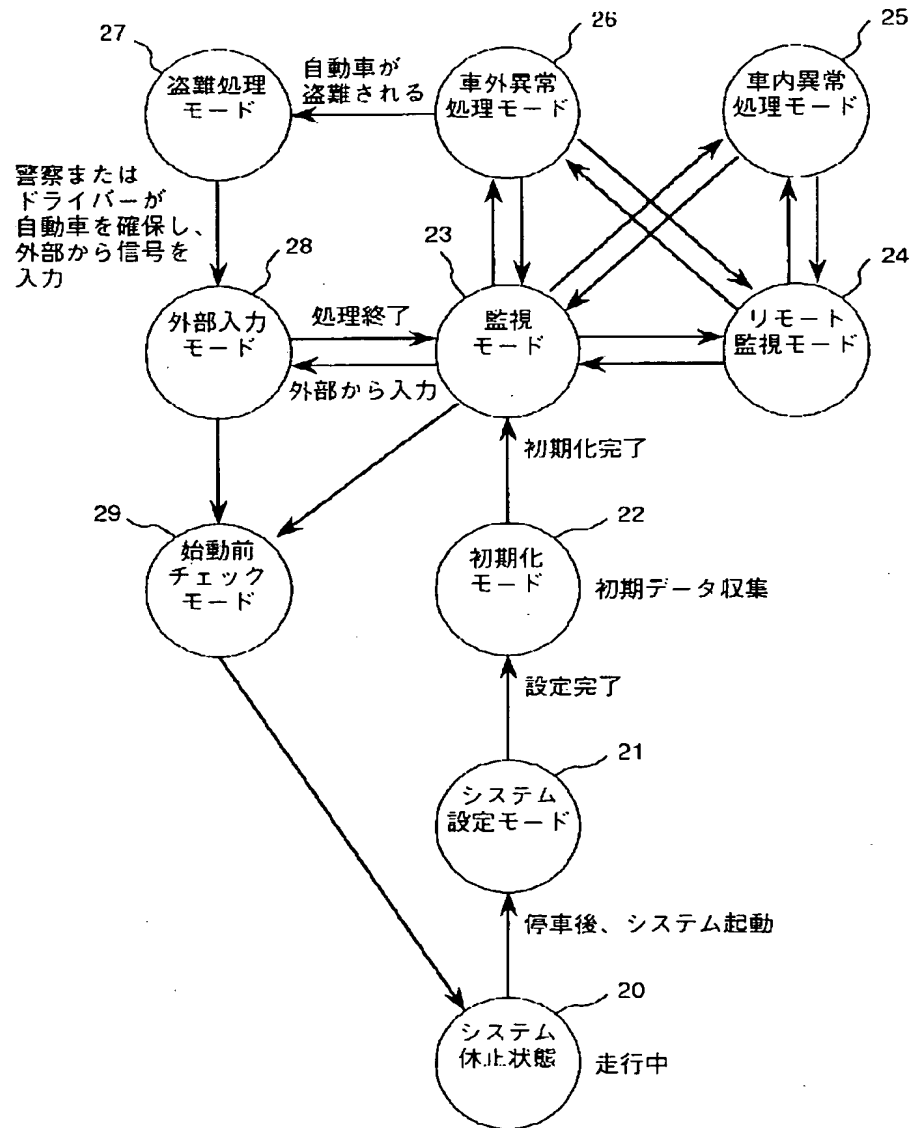 27
盗難処理
モード
自動車が
盗難される
26
車外異常
処理モード
25
車内異常
処理モード
警察または
ドライバーが
自動車を確保し、
外部から信号を
入力
28
外部入力
モード
処理終了
外部から入力
23
監視
モード
24
リモート
監視モード
初期化完了
29
始動前
チェック
モード
22
初期化
モード
初期データ収集
設定完了
21
システム
設定モード
停車後、システム起動
20
システム
休止状態
走行中